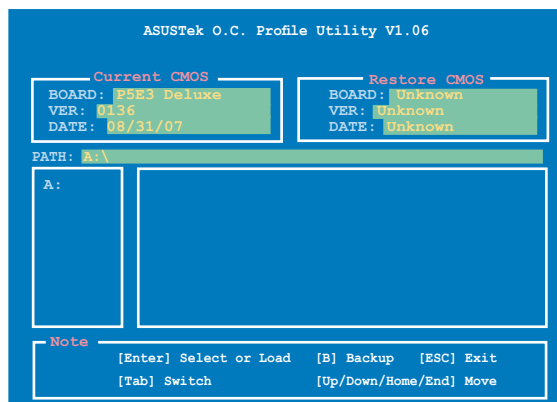 ASUSTek O.C. Profile Utility V1.06
Current CMOS
BOARD: P5E3 Deluxe
VER: 0136
DATE: 08/31/07
Restore CMOS
BOARD: Unknown
VER: Unknown
DATE: Unknown
PATH: A:\
A:
Note
[Enter] Select or Load [B] Backup [ESC] Exit
[Tab] Switch [Up/Down/Home/End] Move